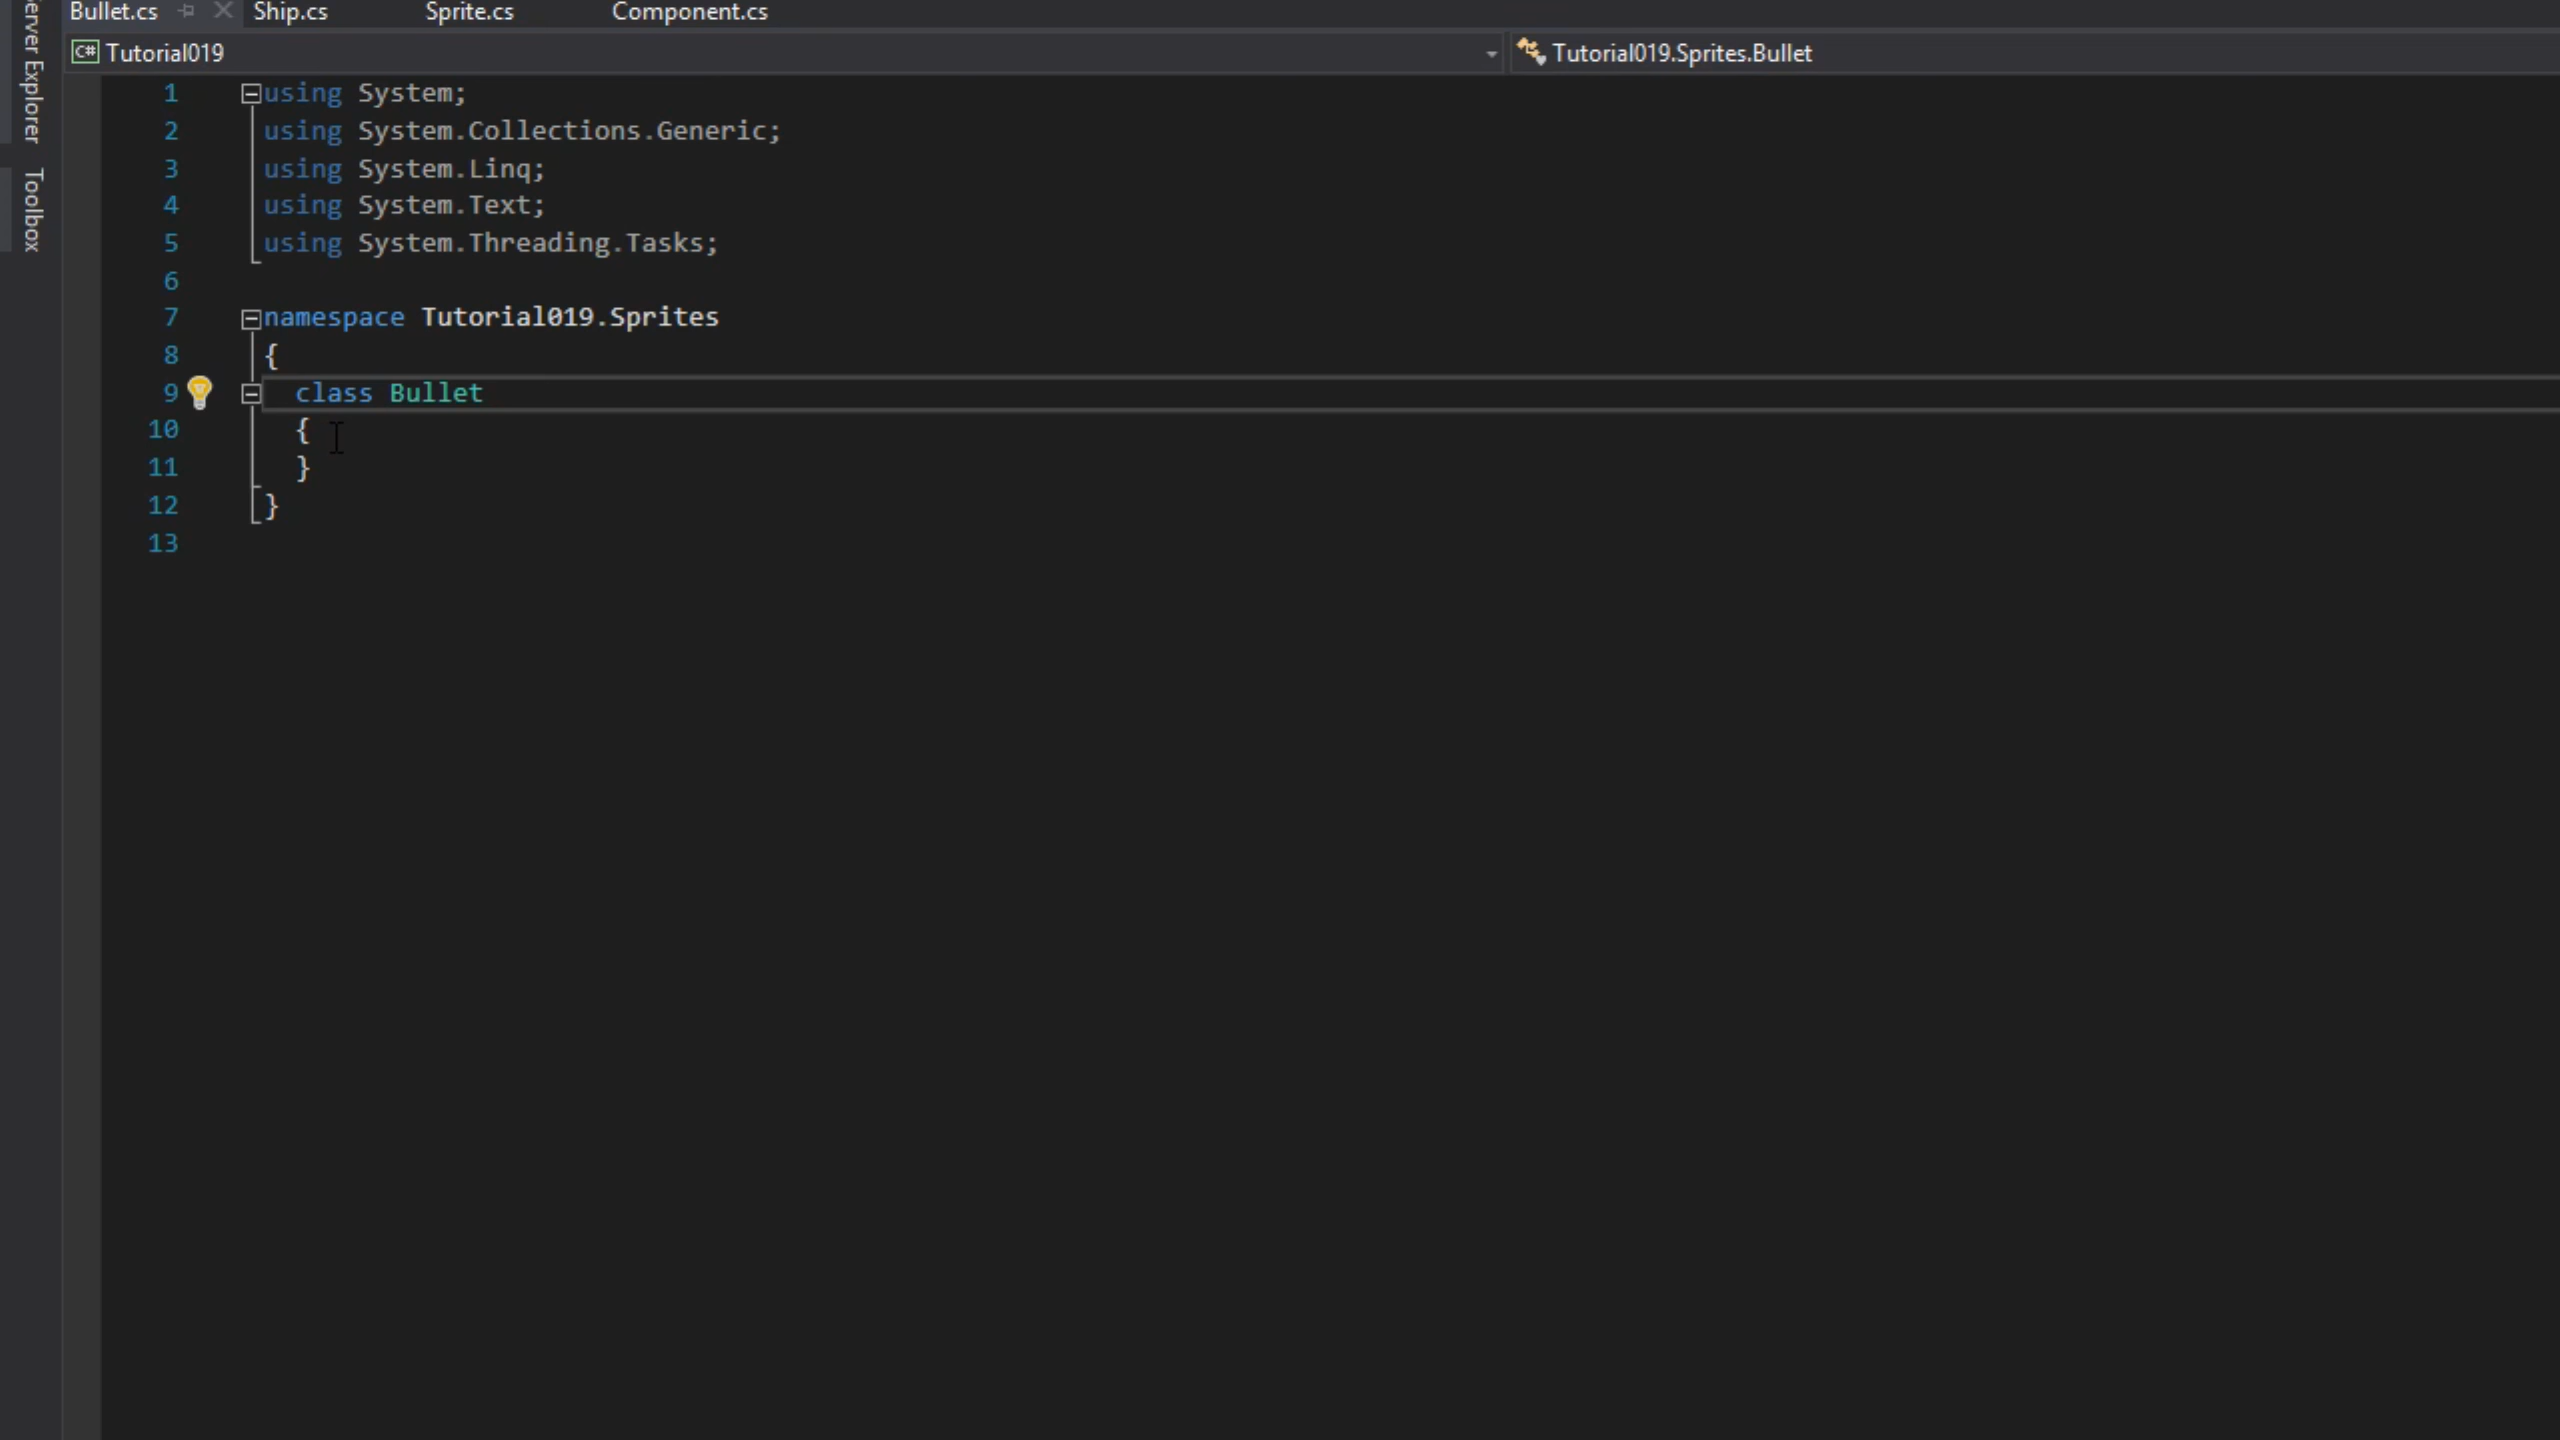 Bullet.cs Ship.cs Sprite.cs Component.cs
C# Tutorial019 Tutorial019.Sprites.Bullet
Explorer
Toolbox
1 using System;
2 using System.Collections.Generic;
3 using System.Linq;
4 using System.Text;
5 using System.Threading.Tasks;
6
7 namespace Tutorial019.Sprites
8 {
9 class Bullet
10 {
11 }
12 }
13